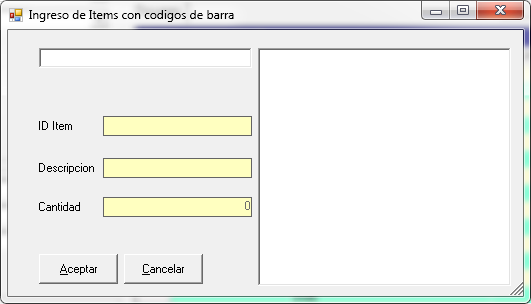 Ingreso de Items con codigos de barra
ID Item
Descripcion
Cantidad
0
Aceptar
Cancelar